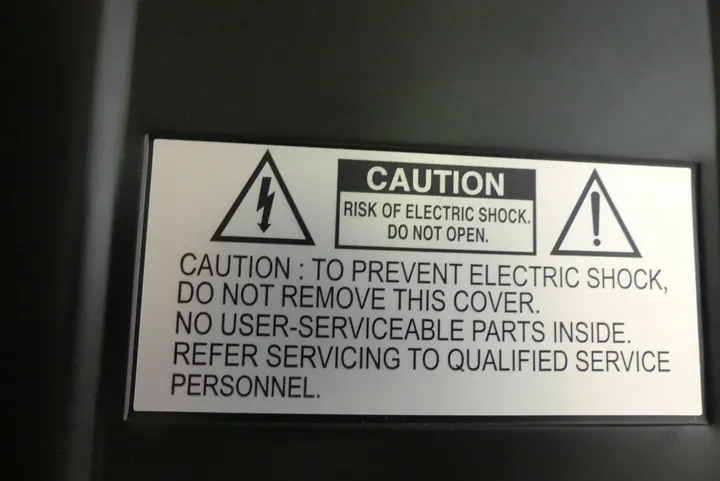 CAUTION
RISK OF ELECTRIC SHOCK.
DO NOT OPEN.
CAUTION : TO PREVENT ELECTRIC SHOCK,
DO NOT REMOVE THIS COVER.
NO USER-SERVICEABLE PARTS INSIDE.
REFER SERVICING TO QUALIFIED SERVICE
PERSONNEL.